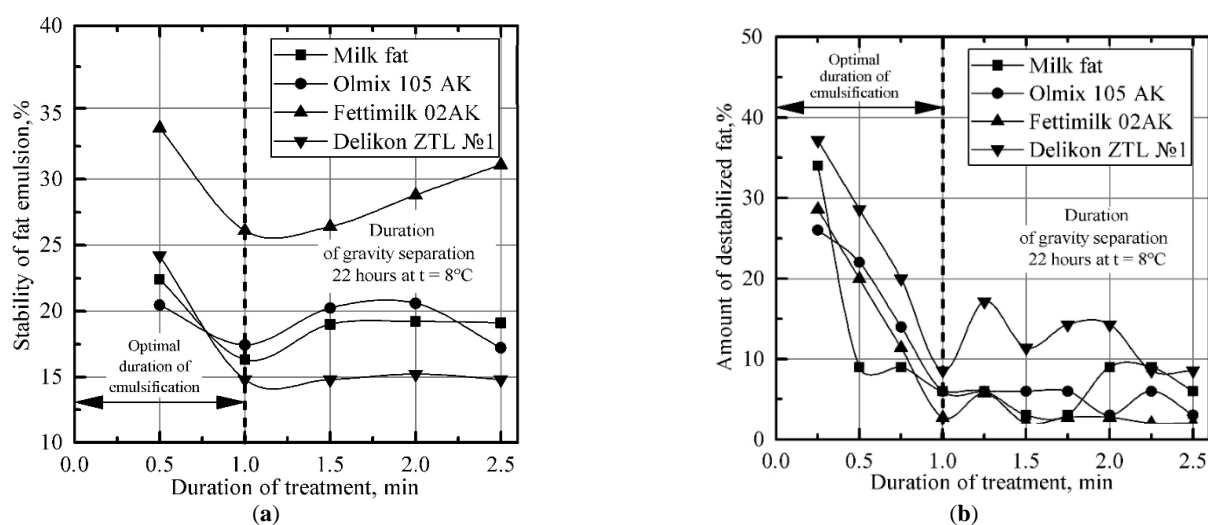 Stability of fat emulsion,%
40
35
30
25
20
15
10
Milk fat
Olmix 105 AK
Fettimilk 02AK
Delikon ZTL №1
Duration
of gravity separation
22 hours at t = 8°C
Optimal
duration of
emulsification
0.0 0.5 1.0 1.5 2.0 2.5
Duration of treatment, min
(a)
Amount of destabilized fat,%
50
40
30
20
10
0
Optimal
duration of
emulsification
Milk fat
Olmix 105 AK
Fettimilk 02AK
Delikon ZTL №1
Duration
of gravity separation
22 hours at t = 8°C
0.0 0.5 1.0 1.5 2.0 2.5
Duration of treatment, min
(b)